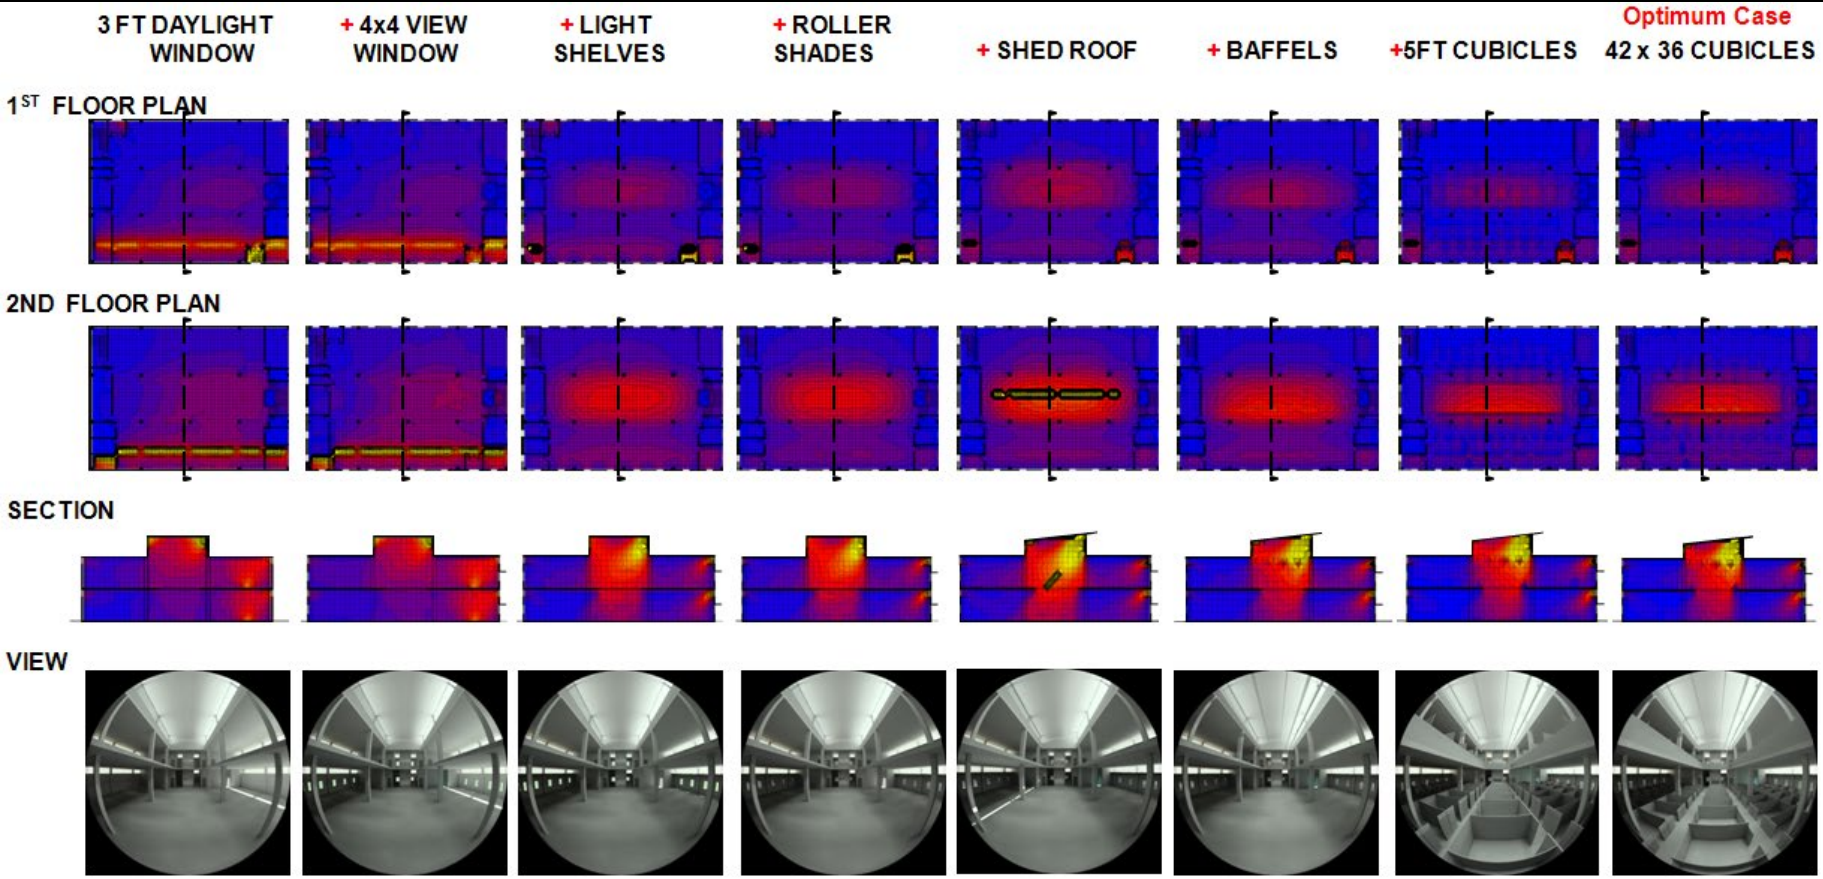 3 FT DAYLIGHT
WINDOW
+ 4x4 VIEW
WINDOW
+ LIGHT
SHELVES
+ ROLLER
SHADES
+ SHED ROOF
+ BAFFELS
+5FT CUBICLES
Optimum Case
42 x 36 CUBICLES
1ST FLOOR PLAN
2ND FLOOR PLAN
SECTION
VIEW